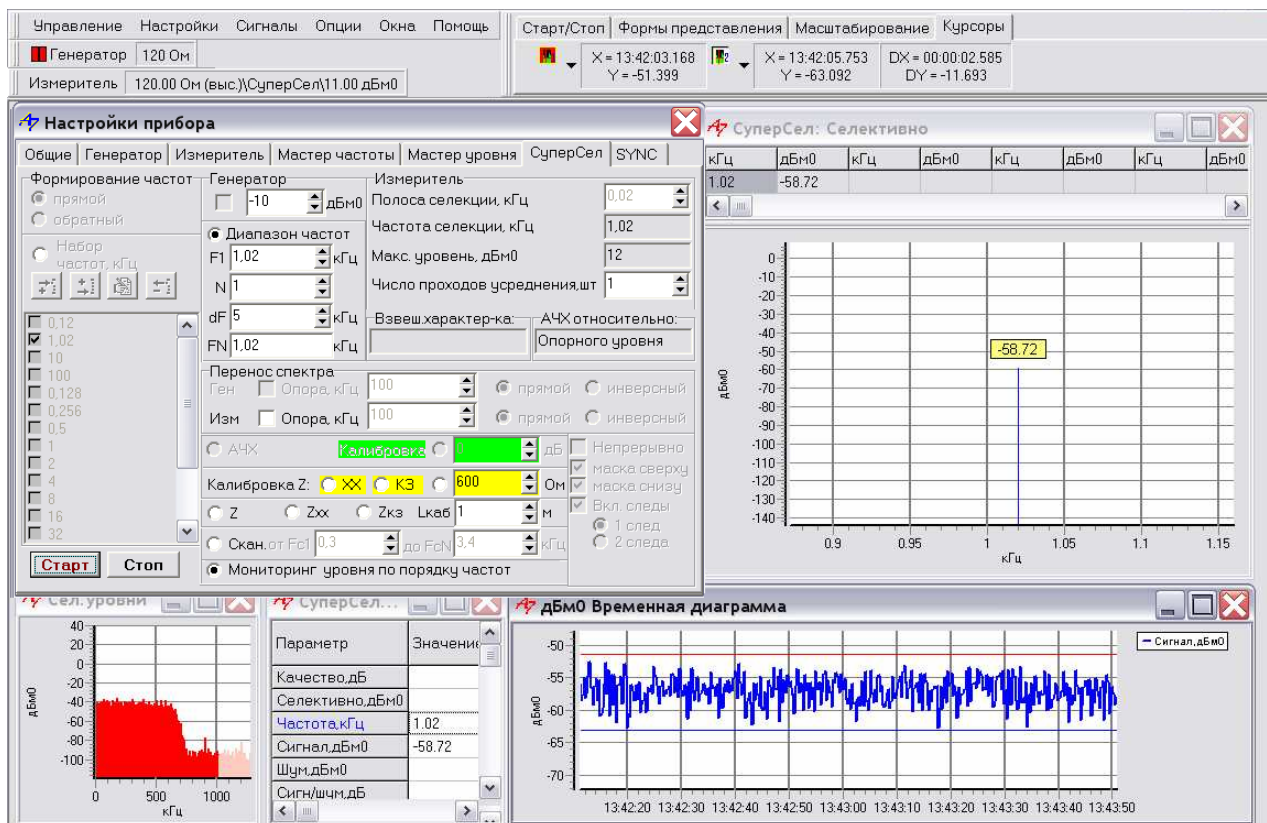 Управление Настройки Сигналы Опции Окна Помощь
Старт/Стоп Формы представления Масштабирование Курсоры
Генератор 120 Ом
X = 13:42:03.168 X = 13:42:05.753 DX = 00:00:02.585
Y = -51.399 Y = -63.092 DY = -11.693
Измеритель 120.00 Ом (выс.)\СуперСел\11.00 дБм0
Настройки прибора
Общие Генератор Измеритель Мастер частоты Мастер уровня СуперСел SYNC
Формирование частот
прямой
обратный
Набор
частот, кГц
0,12
1,02
10
100
0,128
0,256
0,5
1
2
4
8
16
32
Старт Стоп
Генератор
-10 дБм0
Диапазон частот
F1 1,02 кГц
N 1
dF 5 кГц
FN 1,02 кГц
Измеритель
Полоса селекции, кГц 0,02
Частота селекции, кГц 1,02
Макс. уровень, дБм0 12
Число проходов усреднения,шт 1
Взвеш.характер-ка: АЧХ относительно:
Опорного уровня
Перенос спектра
Ген Опора, кГц 100 прямой инверсный
Изм Опора, кГц 100 прямой инверсный
АЧХ Калибровка 0 дБ
Калибровка Z: XX КЗ 600 Ом
Z Zхх Zкз Lкаб 1 м
Скан.от Fc1 0,3 до FcN 3,4 кГц
Мониторинг уровня по порядку частот
Непрерывно
маска сверху
маска снизу
Вкл. следы
1 след
2 следа
СуперСел: Селективно
кГц дБм0 кГц дБм0 кГц дБм0 кГц дБм0
1.02 -58.72
0
-10
-20
-30
-40
-50
-60
-70
-80
-90
-100
-110
-120
-130
-140
дБм0
-58.72
0.9 0.95 1 1.05 1.1 1.15
кГц
Сел.уровни
40
20
0
-20
-40
-60
-80
-100
дБм0
0 500 1000
кГц
СуперСел...
Параметр Значение
Качество,дБ
Селективно,дБм0
Частота,кГц 1.02
Сигнал,дБм0 -58.72
Шум,дБм0
Сигн/шум,дБ
дБм0 Временная диаграмма
-50
-55
-60
-65
-70
дБм0
Сигнал,дБм0
13:42:20 13:42:30 13:42:40 13:42:50 13:43:00 13:43:10 13:43:20 13:43:30 13:43:40 13:43:50